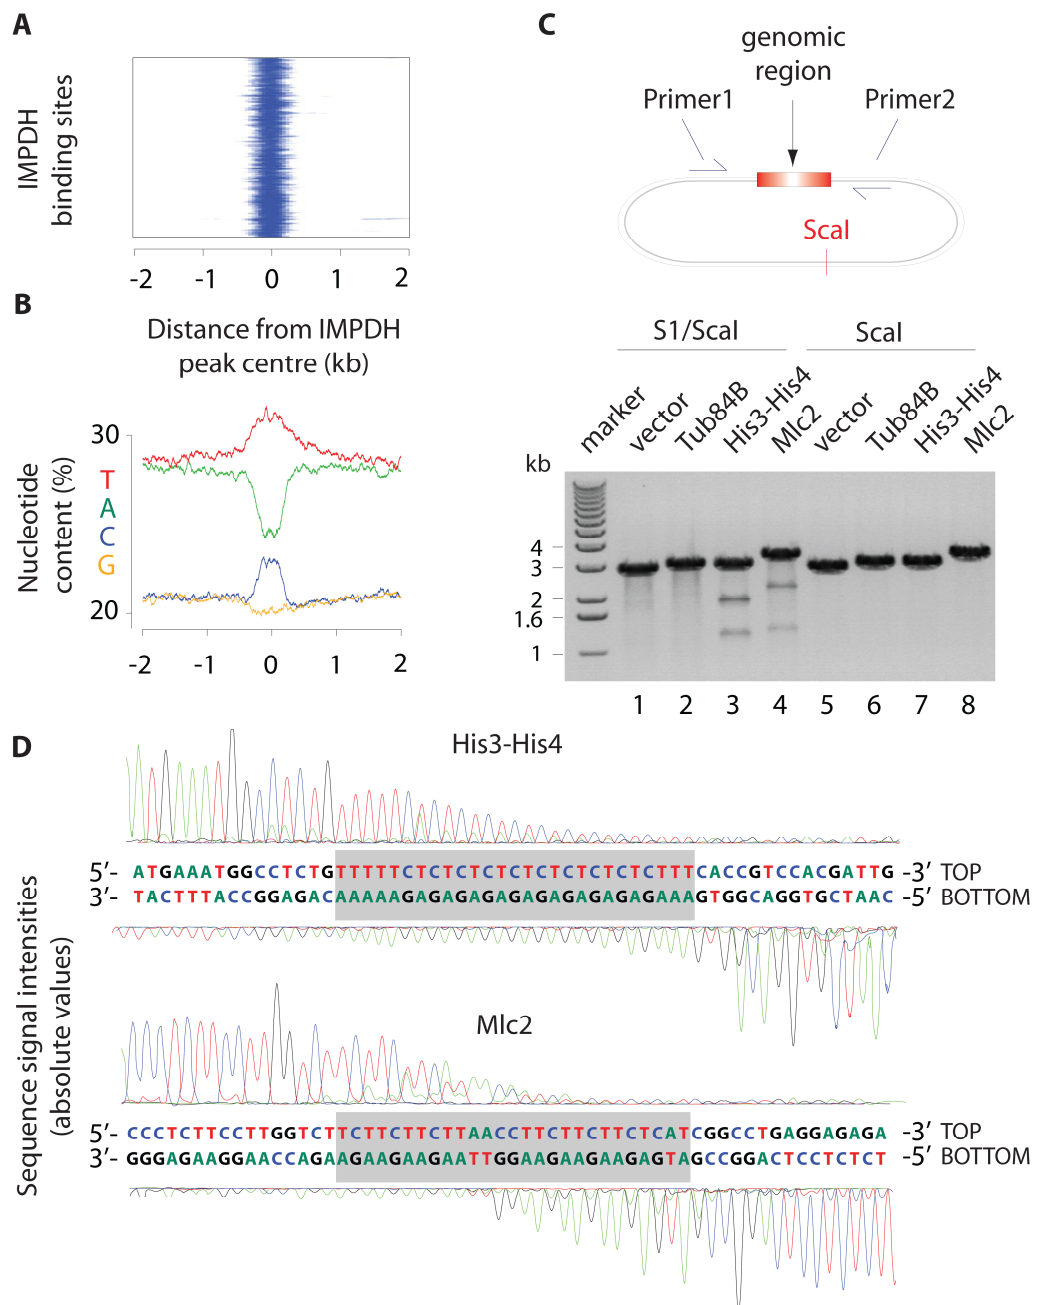 A
IMPDH
binding sites
-2 -1 0 1 2
Distance from IMPDH
peak centre (kb)
B
Nucleotide
content (%)
30
T
A
C
G
20
-2 -1 0 1 2
C
genomic
region
Primer1
Primer2
ScaI
S1/ScaI ScaI
marker vector Tub84B His3-His4 Mlc2 vector Tub84B His3-His4 Mlc2
kb
4
3
2
1.6
1
1 2 3 4 5 6 7 8
D
Sequence signal intensities
(absolute values)
His3-His4
5′- ATGAAATGGCCTCTGTTTTTCTCTCTCTCTCTCTCTCTCTTTCACCGTCCACGATTG -3′ TOP
3′- TACTTTACCGGAGACAAAAAGAGAGAGAGAGAGAGAGAGAAAGTGGCAGGTGCTAAC -5′ BOTTOM
Mlc2
5′- CCCTCTTCCTTGGTCTTCTTCTTCTTAACCTTCTTCTTCTCATCGGCCTGAGGAGAGA -3′ TOP
3′- GGGAGAAGGAACCAGAAGAAGAAGAATTGGAAGAAGAAGAGTAGCCGGACTCCTCTCT -5′ BOTTOM